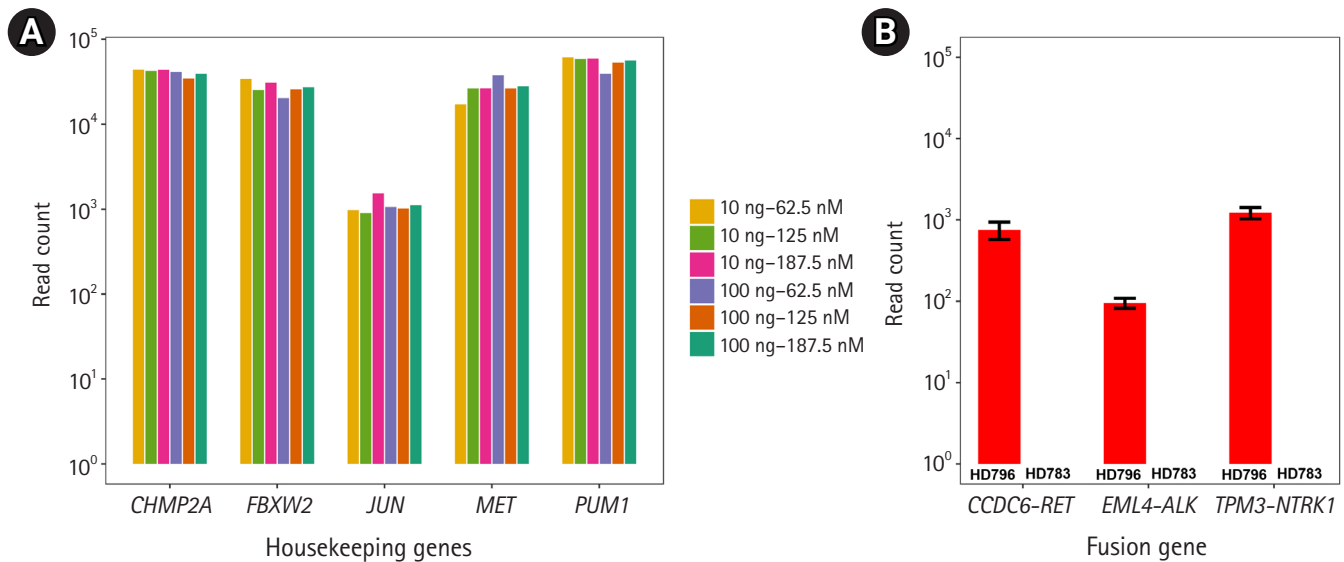 A
10^5
10^4
10^3
10^2
10^1
10^0
Read count
CHMP2A FBXW2 JUN MET PUM1
Housekeeping genes
10 ng–62.5 nM
10 ng–125 nM
10 ng–187.5 nM
100 ng–62.5 nM
100 ng–125 nM
100 ng–187.5 nM
B
10^5
10^4
10^3
10^2
10^1
10^0
Read count
HD796 HD783 HD796 HD783 HD796 HD783
CCDC6–RET EML4–ALK TPM3–NTRK1
Fusion gene